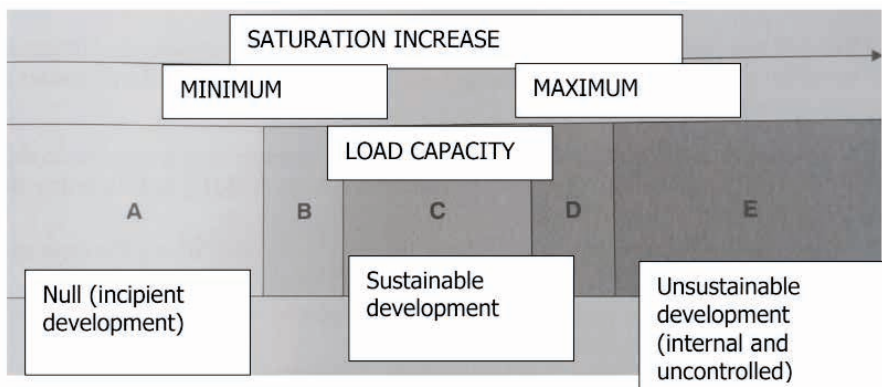 SATURATION INCREASE
MINIMUM
MAXIMUM
LOAD CAPACITY
A
B
C
D
E
Null (incipient
development)
Sustainable
development
Unsustainable
development
(internal and
uncontrolled)